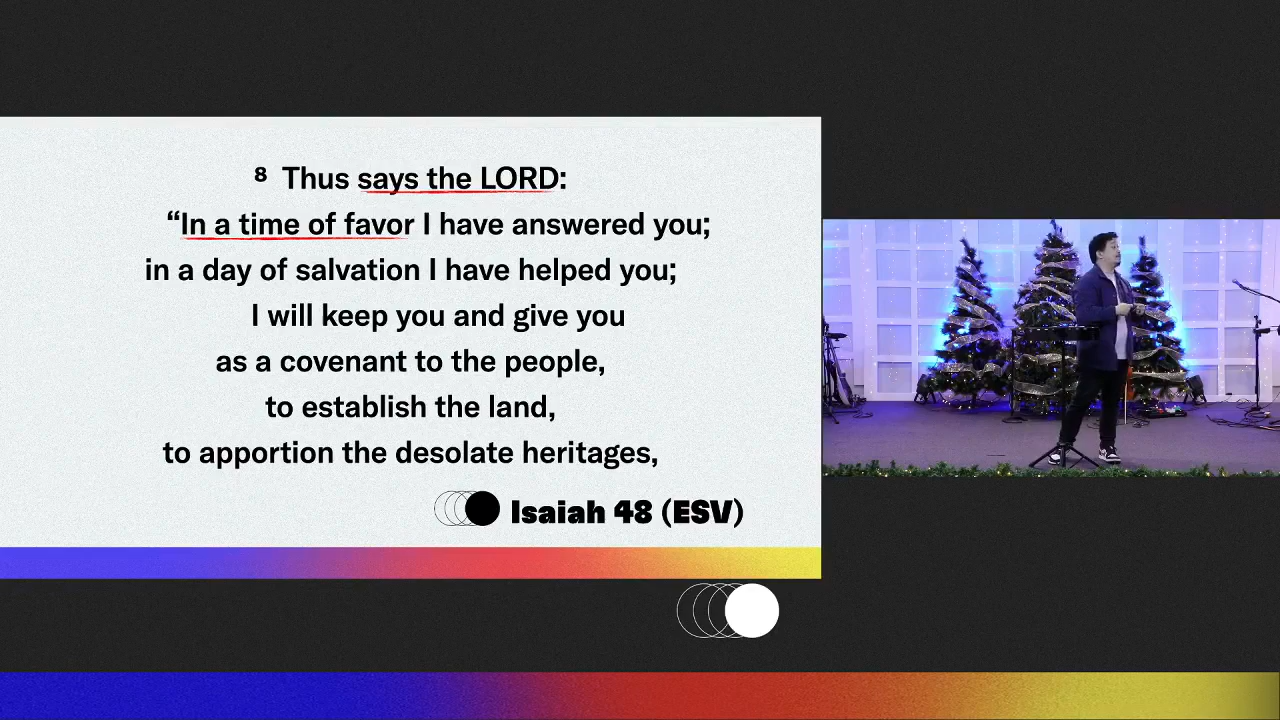 ⁸ Thus says the LORD:
“In a time of favor I have answered you;
in a day of salvation I have helped you;
I will keep you and give you
as a covenant to the people,
to establish the land,
to apportion the desolate heritages,
Isaiah 48 (ESV)